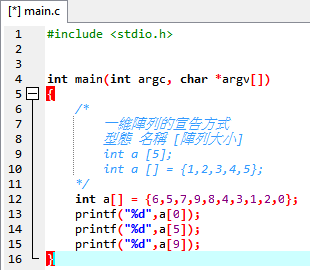 [*] main.c
1 #include <stdio.h>
2
3
4 int main(int argc, char *argv[])
5 {
6 /*
7 一維陣列的宣告方式
8 型態 名稱 [陣列大小]
9 int a [5];
10 int a [] = {1,2,3,4,5};
11 */
12 int a[] = {6,5,7,9,8,4,3,1,2,0};
13 printf("%d",a[0]);
14 printf("%d",a[5]);
15 printf("%d",a[9]);
16 }